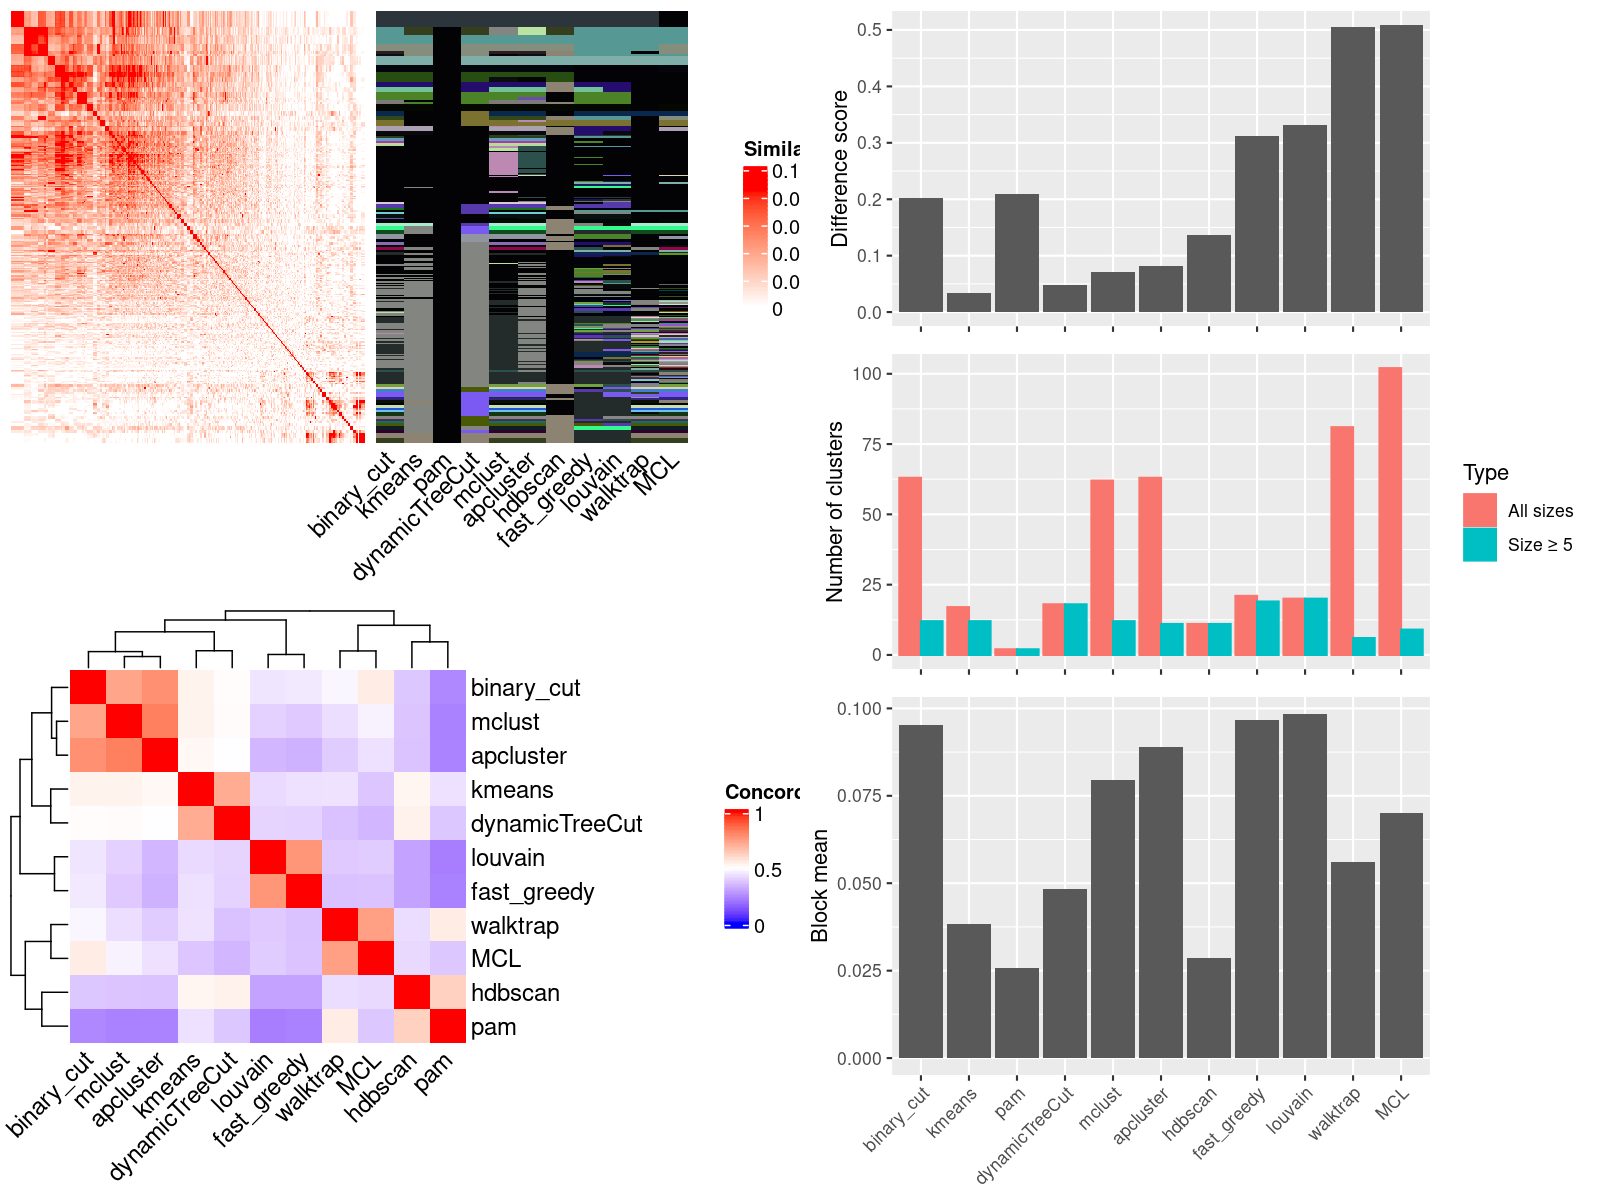 Simila
0.1
0.0
0.0
0.0
0.0
0
binary_cut
kmeans
pam
dynamicTreeCut
mclust
apcluster
hdbscan
fast_greedy
louvain
walktrap
MCL
binary_cut
mclust
apcluster
kmeans
dynamicTreeCut
louvain
fast_greedy
walktrap
MCL
hdbscan
pam
binary_cut
mclust
apcluster
kmeans
dynamicTreeCut
louvain
fast_greedy
walktrap
MCL
hdbscan
pam
Concord
1
0.5
0
Difference score
0.5
0.4
0.3
0.2
0.1
0.0
Number of clusters
100
75
50
25
0
Type
All sizes
Size ≥ 5
Block mean
0.100
0.075
0.050
0.025
0.000
binary_cut
kmeans
pam
dynamicTreeCut
mclust
apcluster
hdbscan
fast_greedy
louvain
walktrap
MCL